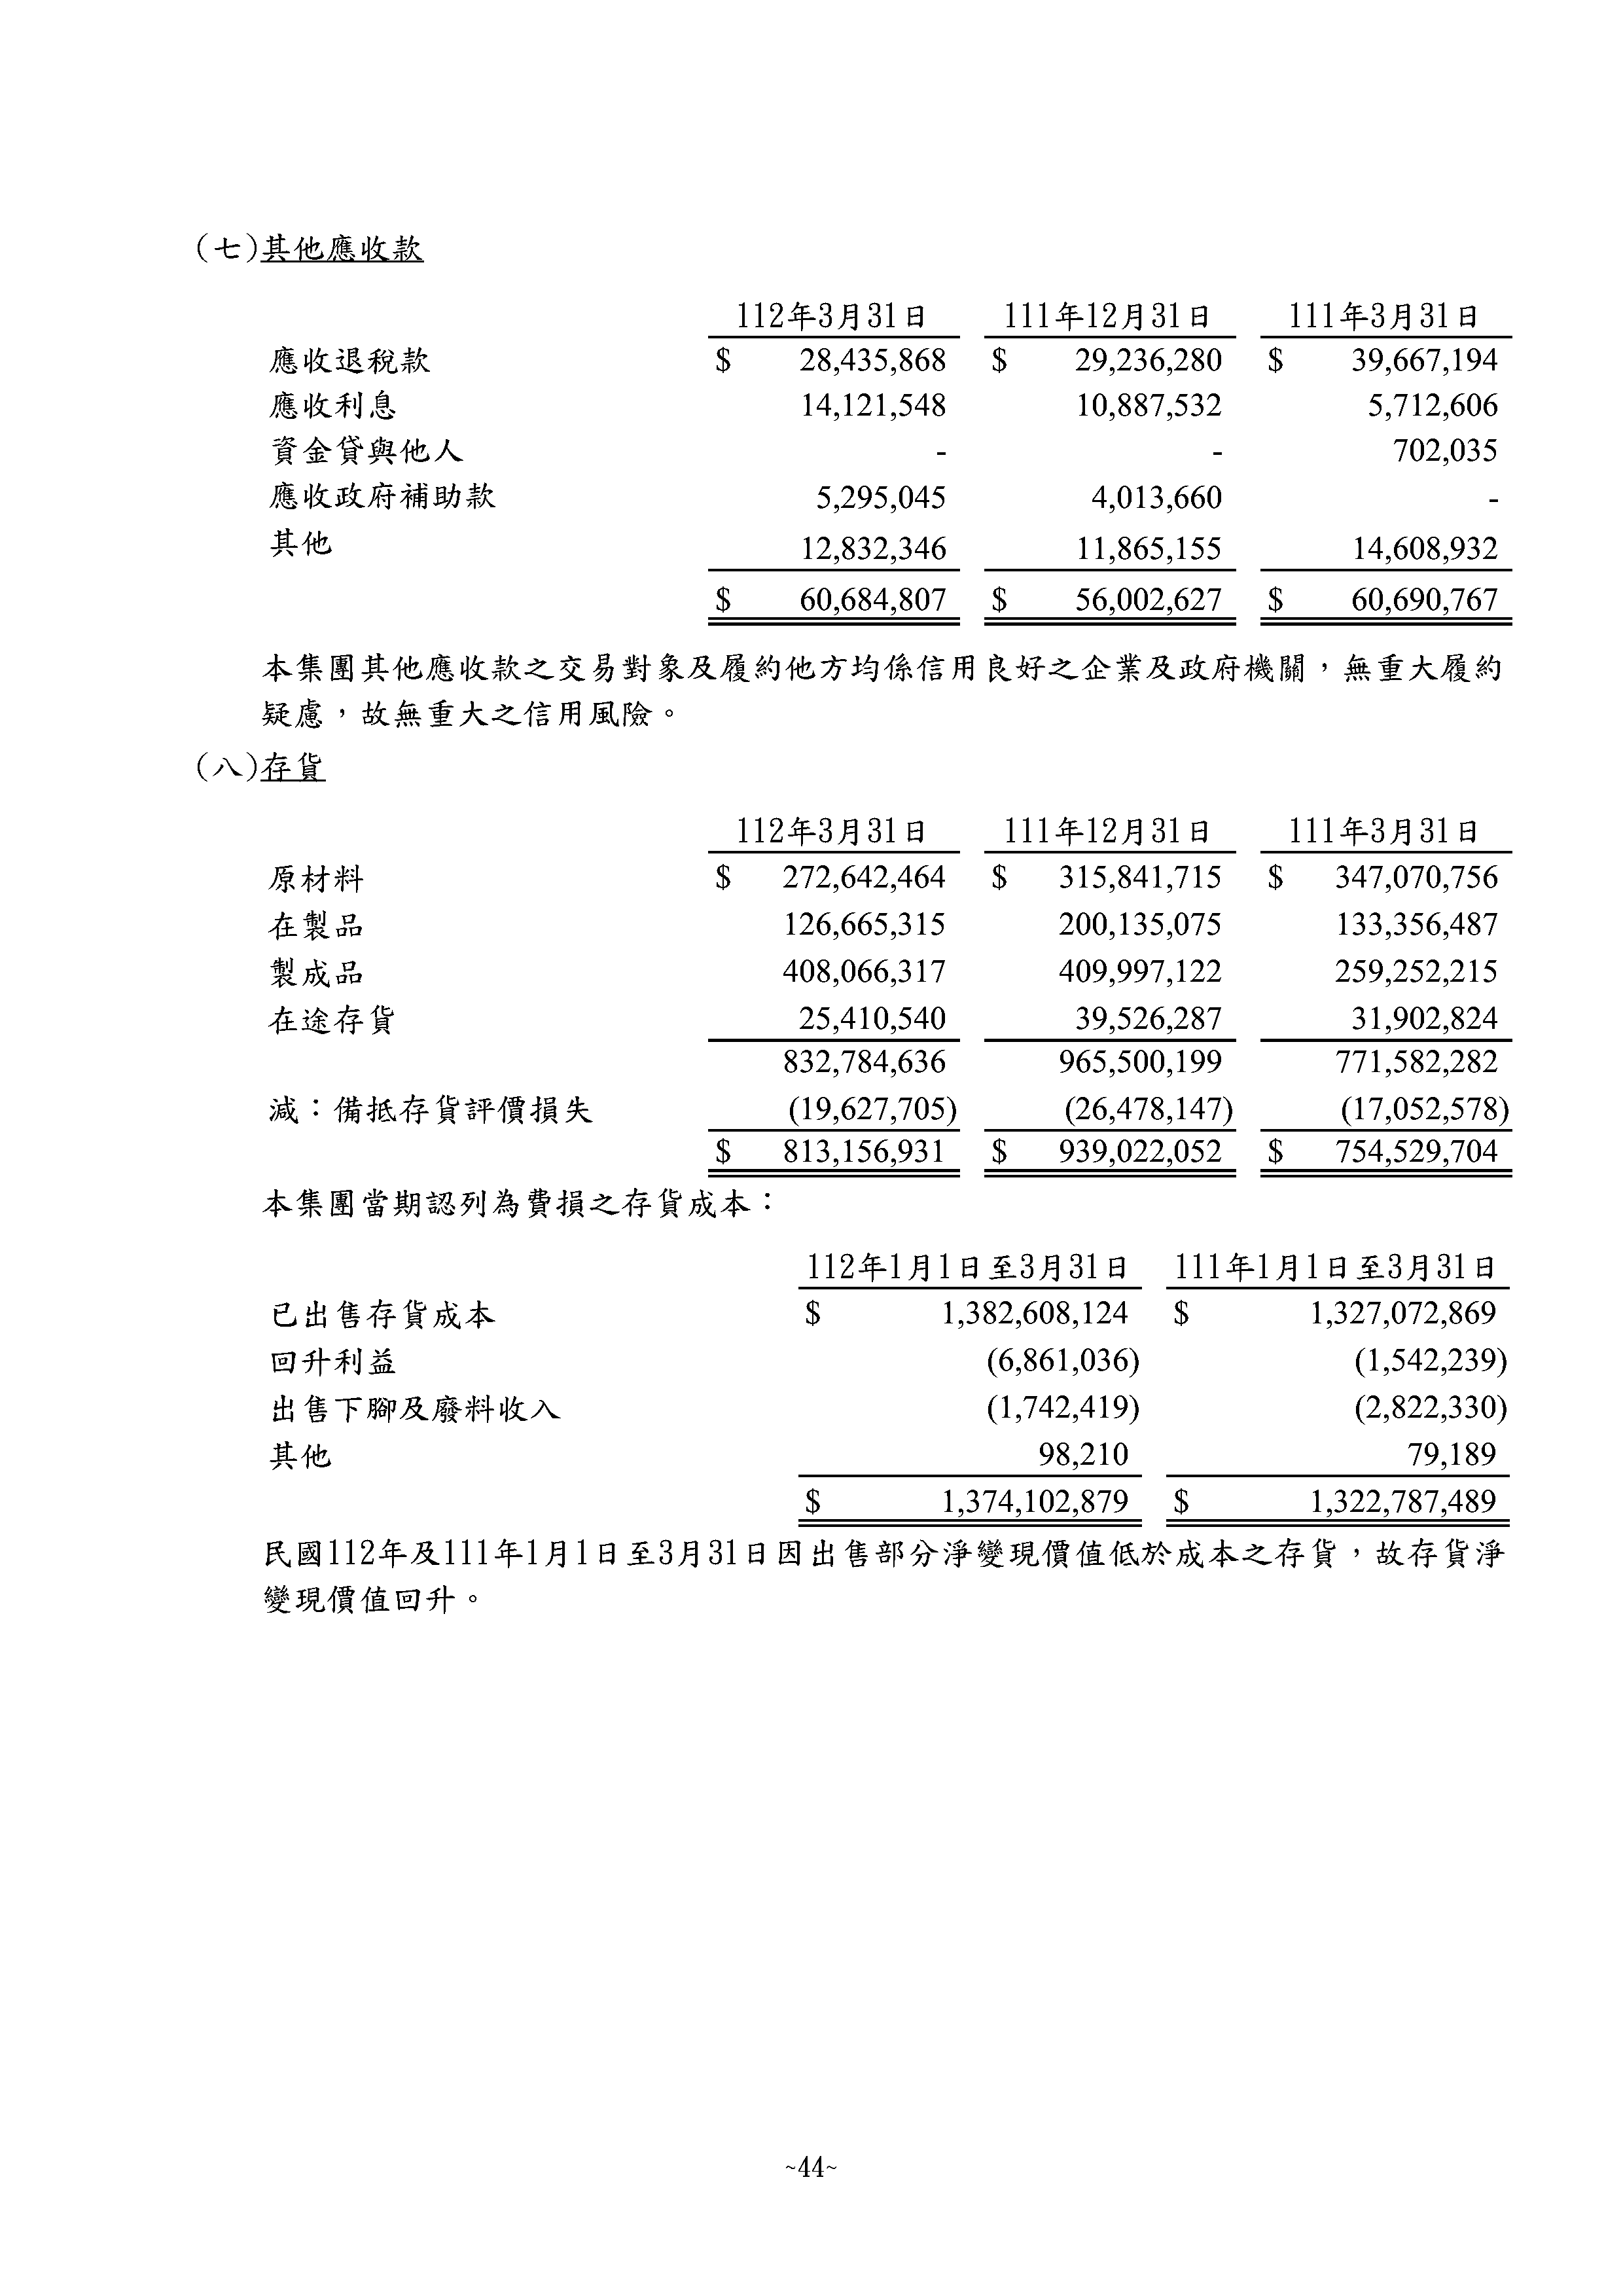 (七)其他應收款
112年3月31日 111年12月31日 111年3月31日
應收退稅款 $ 28,435,868 $ 29,236,280 $ 39,667,194
應收利息 14,121,548 10,887,532 5,712,606
資金貸與他人 - - 702,035
應收政府補助款 5,295,045 4,013,660 -
其他 12,832,346 11,865,155 14,608,932
$ 60,684,807 $ 56,002,627 $ 60,690,767
本集團其他應收款之交易對象及履約他方均係信用良好之企業及政府機關，無重大履約
疑慮，故無重大之信用風險。
(八)存貨
112年3月31日 111年12月31日 111年3月31日
原材料 $ 272,642,464 $ 315,841,715 $ 347,070,756
在製品 126,665,315 200,135,075 133,356,487
製成品 408,066,317 409,997,122 259,252,215
在途存貨 25,410,540 39,526,287 31,902,824
832,784,636 965,500,199 771,582,282
減：備抵存貨評價損失 (19,627,705) (26,478,147) (17,052,578)
$ 813,156,931 $ 939,022,052 $ 754,529,704
本集團當期認列為費損之存貨成本：
112年1月1日至3月31日 111年1月1日至3月31日
已出售存貨成本 $ 1,382,608,124 $ 1,327,072,869
回升利益 (6,861,036) (1,542,239)
出售下腳及廢料收入 (1,742,419) (2,822,330)
其他 98,210 79,189
$ 1,374,102,879 $ 1,322,787,489
民國112年及111年1月1日至3月31日因出售部分淨變現價值低於成本之存貨，故存貨淨
變現價值回升。
~44~